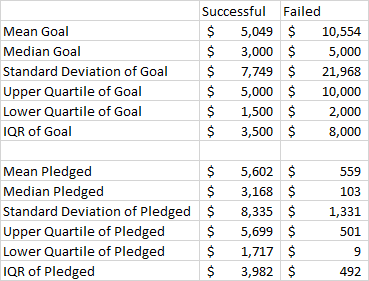 Successful Failed
Mean Goal $ 5,049 $ 10,554
Median Goal $ 3,000 $ 5,000
Standard Deviation of Goal $ 7,749 $ 21,968
Upper Quartile of Goal $ 5,000 $ 10,000
Lower Quartile of Goal $ 1,500 $ 2,000
IQR of Goal $ 3,500 $ 8,000
Mean Pledged $ 5,602 $ 559
Median Pledged $ 3,168 $ 103
Standard Deviation of Pledged $ 8,335 $ 1,331
Upper Quartile of Pledged $ 5,699 $ 501
Lower Quartile of Pledged $ 1,717 $ 9
IQR of Pledged $ 3,982 $ 492